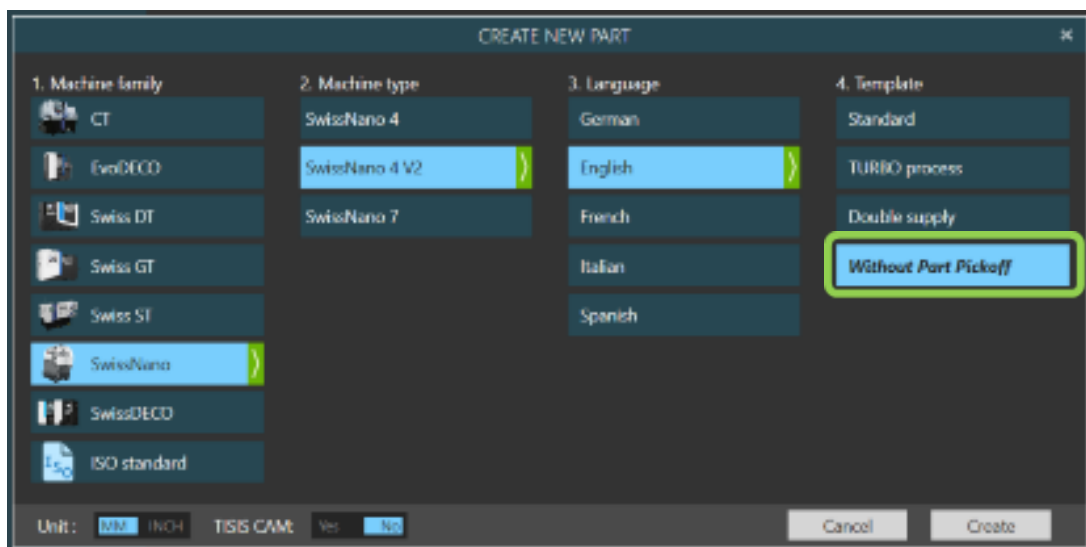 CREATE NEW PART
1. Machine family
CT
EvoDECO
Swiss DT
Swiss GT
Swiss ST
SwissNano
SwissDECO
ISO standard
2. Machine type
SwissNano 4
SwissNano 4 V2
SwissNano 7
3. Language
German
English
French
Italian
Spanish
4. Template
Standard
TURBO process
Double supply
Without Part Pickoff
Unit : MM INCH TISIS CAM: Yes No
Cancel Create